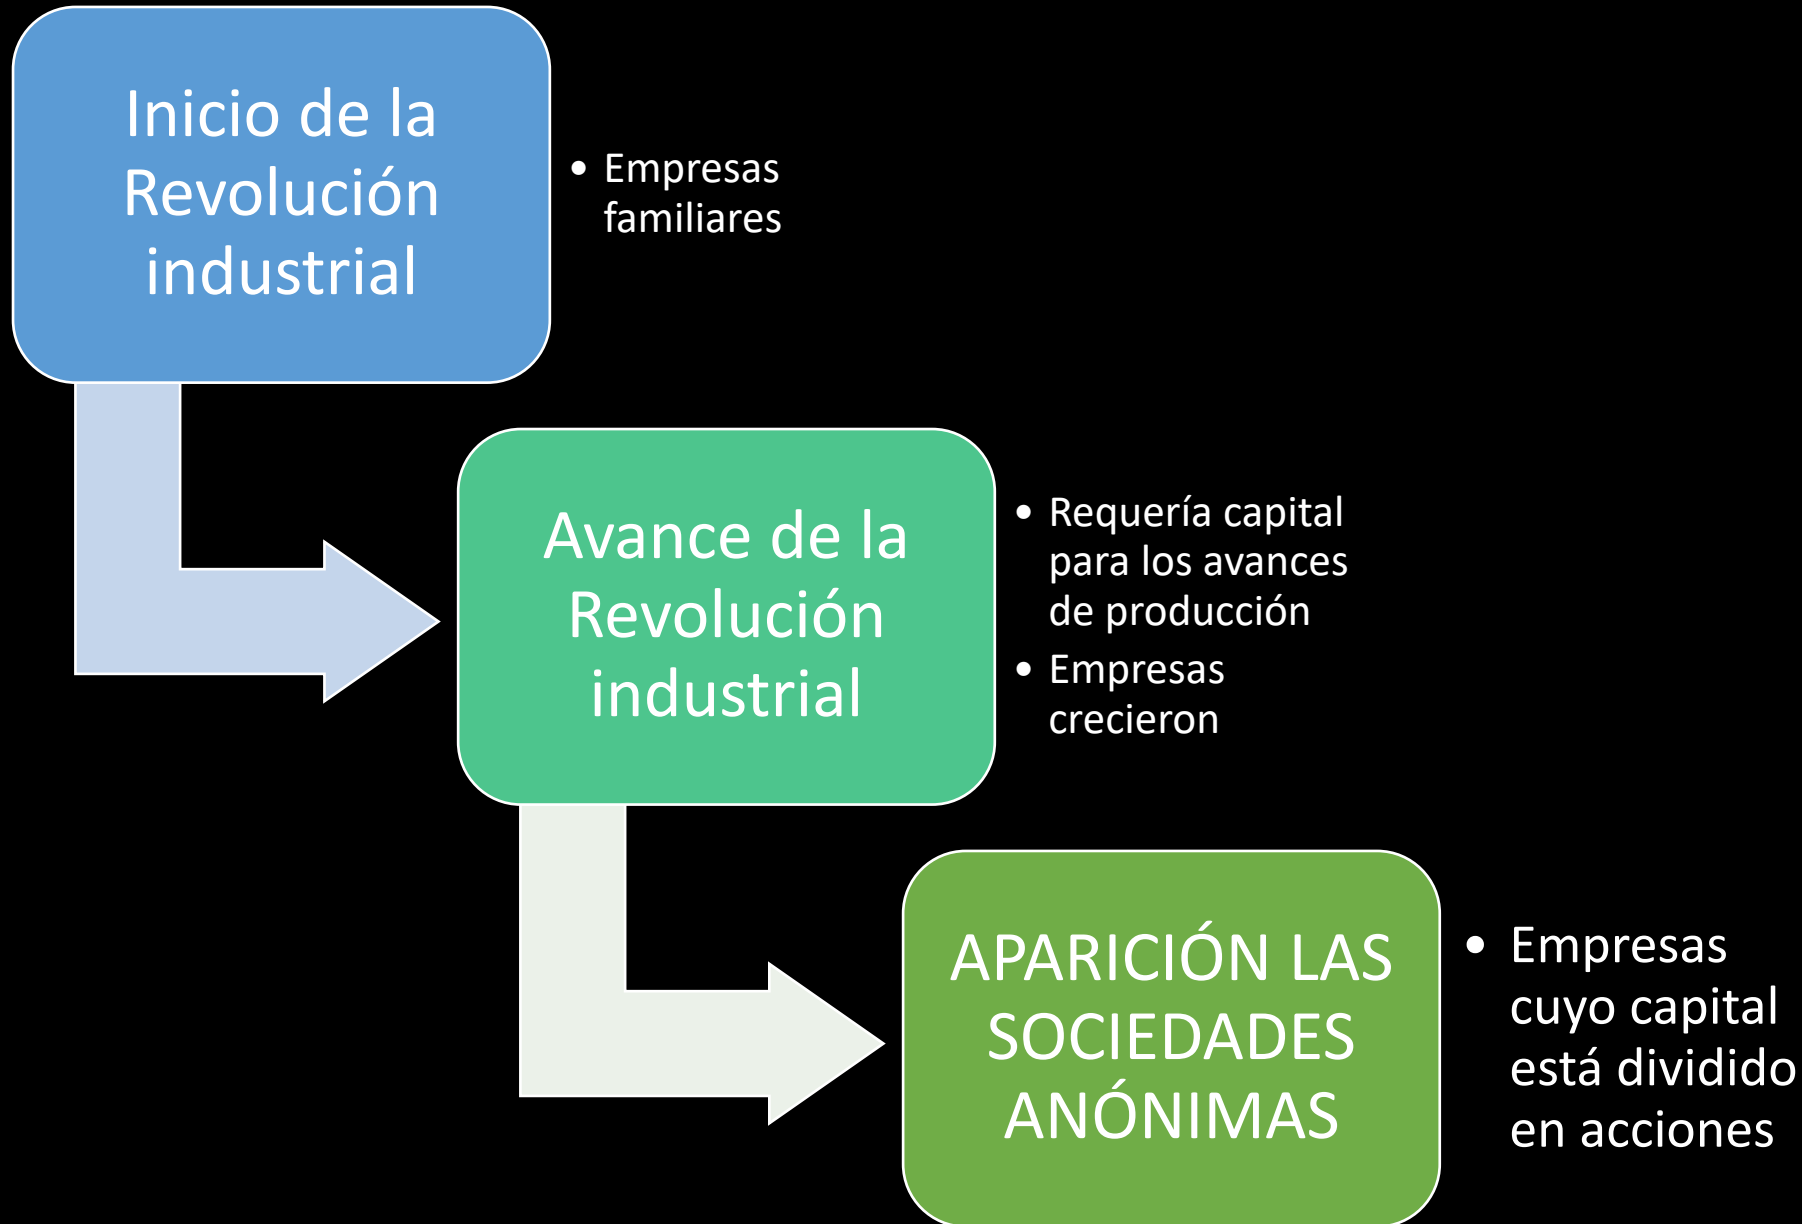 Inicio de la
Revolución
industrial
• Empresas
familiares
Avance de la
Revolución
industrial
• Requería capital
para los avances
de producción
• Empresas
crecieron
APARICIÓN LAS
SOCIEDADES
ANÓNIMAS
• Empresas
cuyo capital
está dividido
en acciones